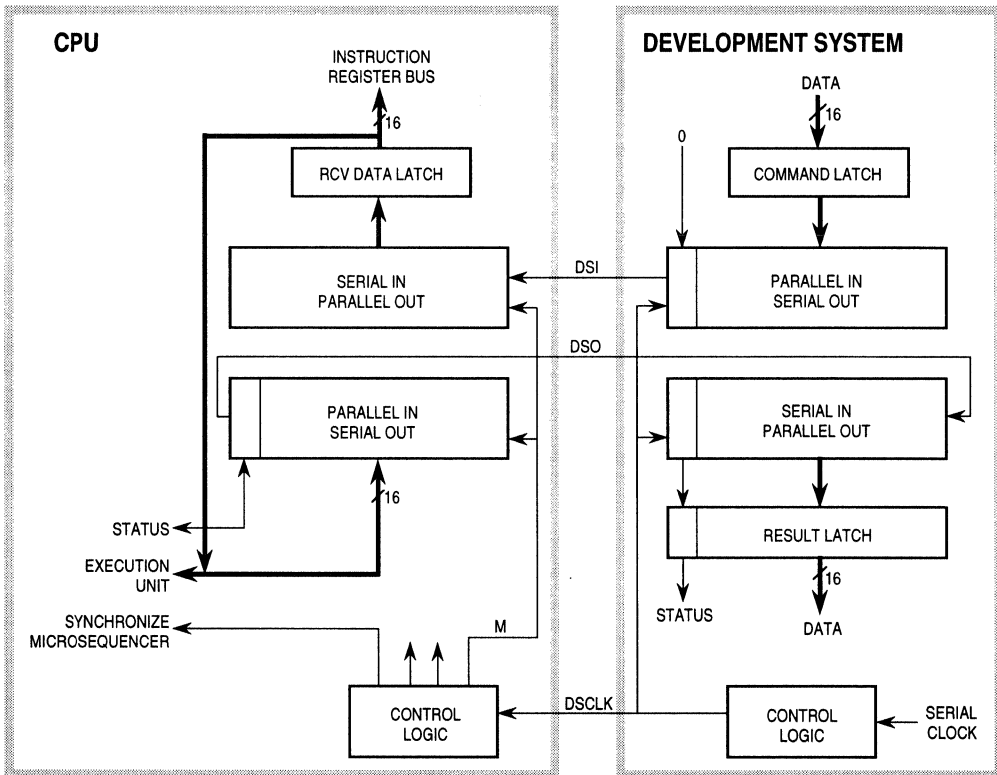 CPU
INSTRUCTION
REGISTER BUS
16
RCV DATA LATCH
SERIAL IN
PARALLEL OUT
PARALLEL IN
SERIAL OUT
16
STATUS
EXECUTION
UNIT
SYNCHRONIZE
MICROSEQUENCER
M
CONTROL
LOGIC
DSI
DSO
DSCLK
DEVELOPMENT SYSTEM
DATA
16
0
COMMAND LATCH
PARALLEL IN
SERIAL OUT
SERIAL IN
PARALLEL OUT
RESULT LATCH
16
STATUS
DATA
CONTROL
LOGIC
SERIAL
CLOCK